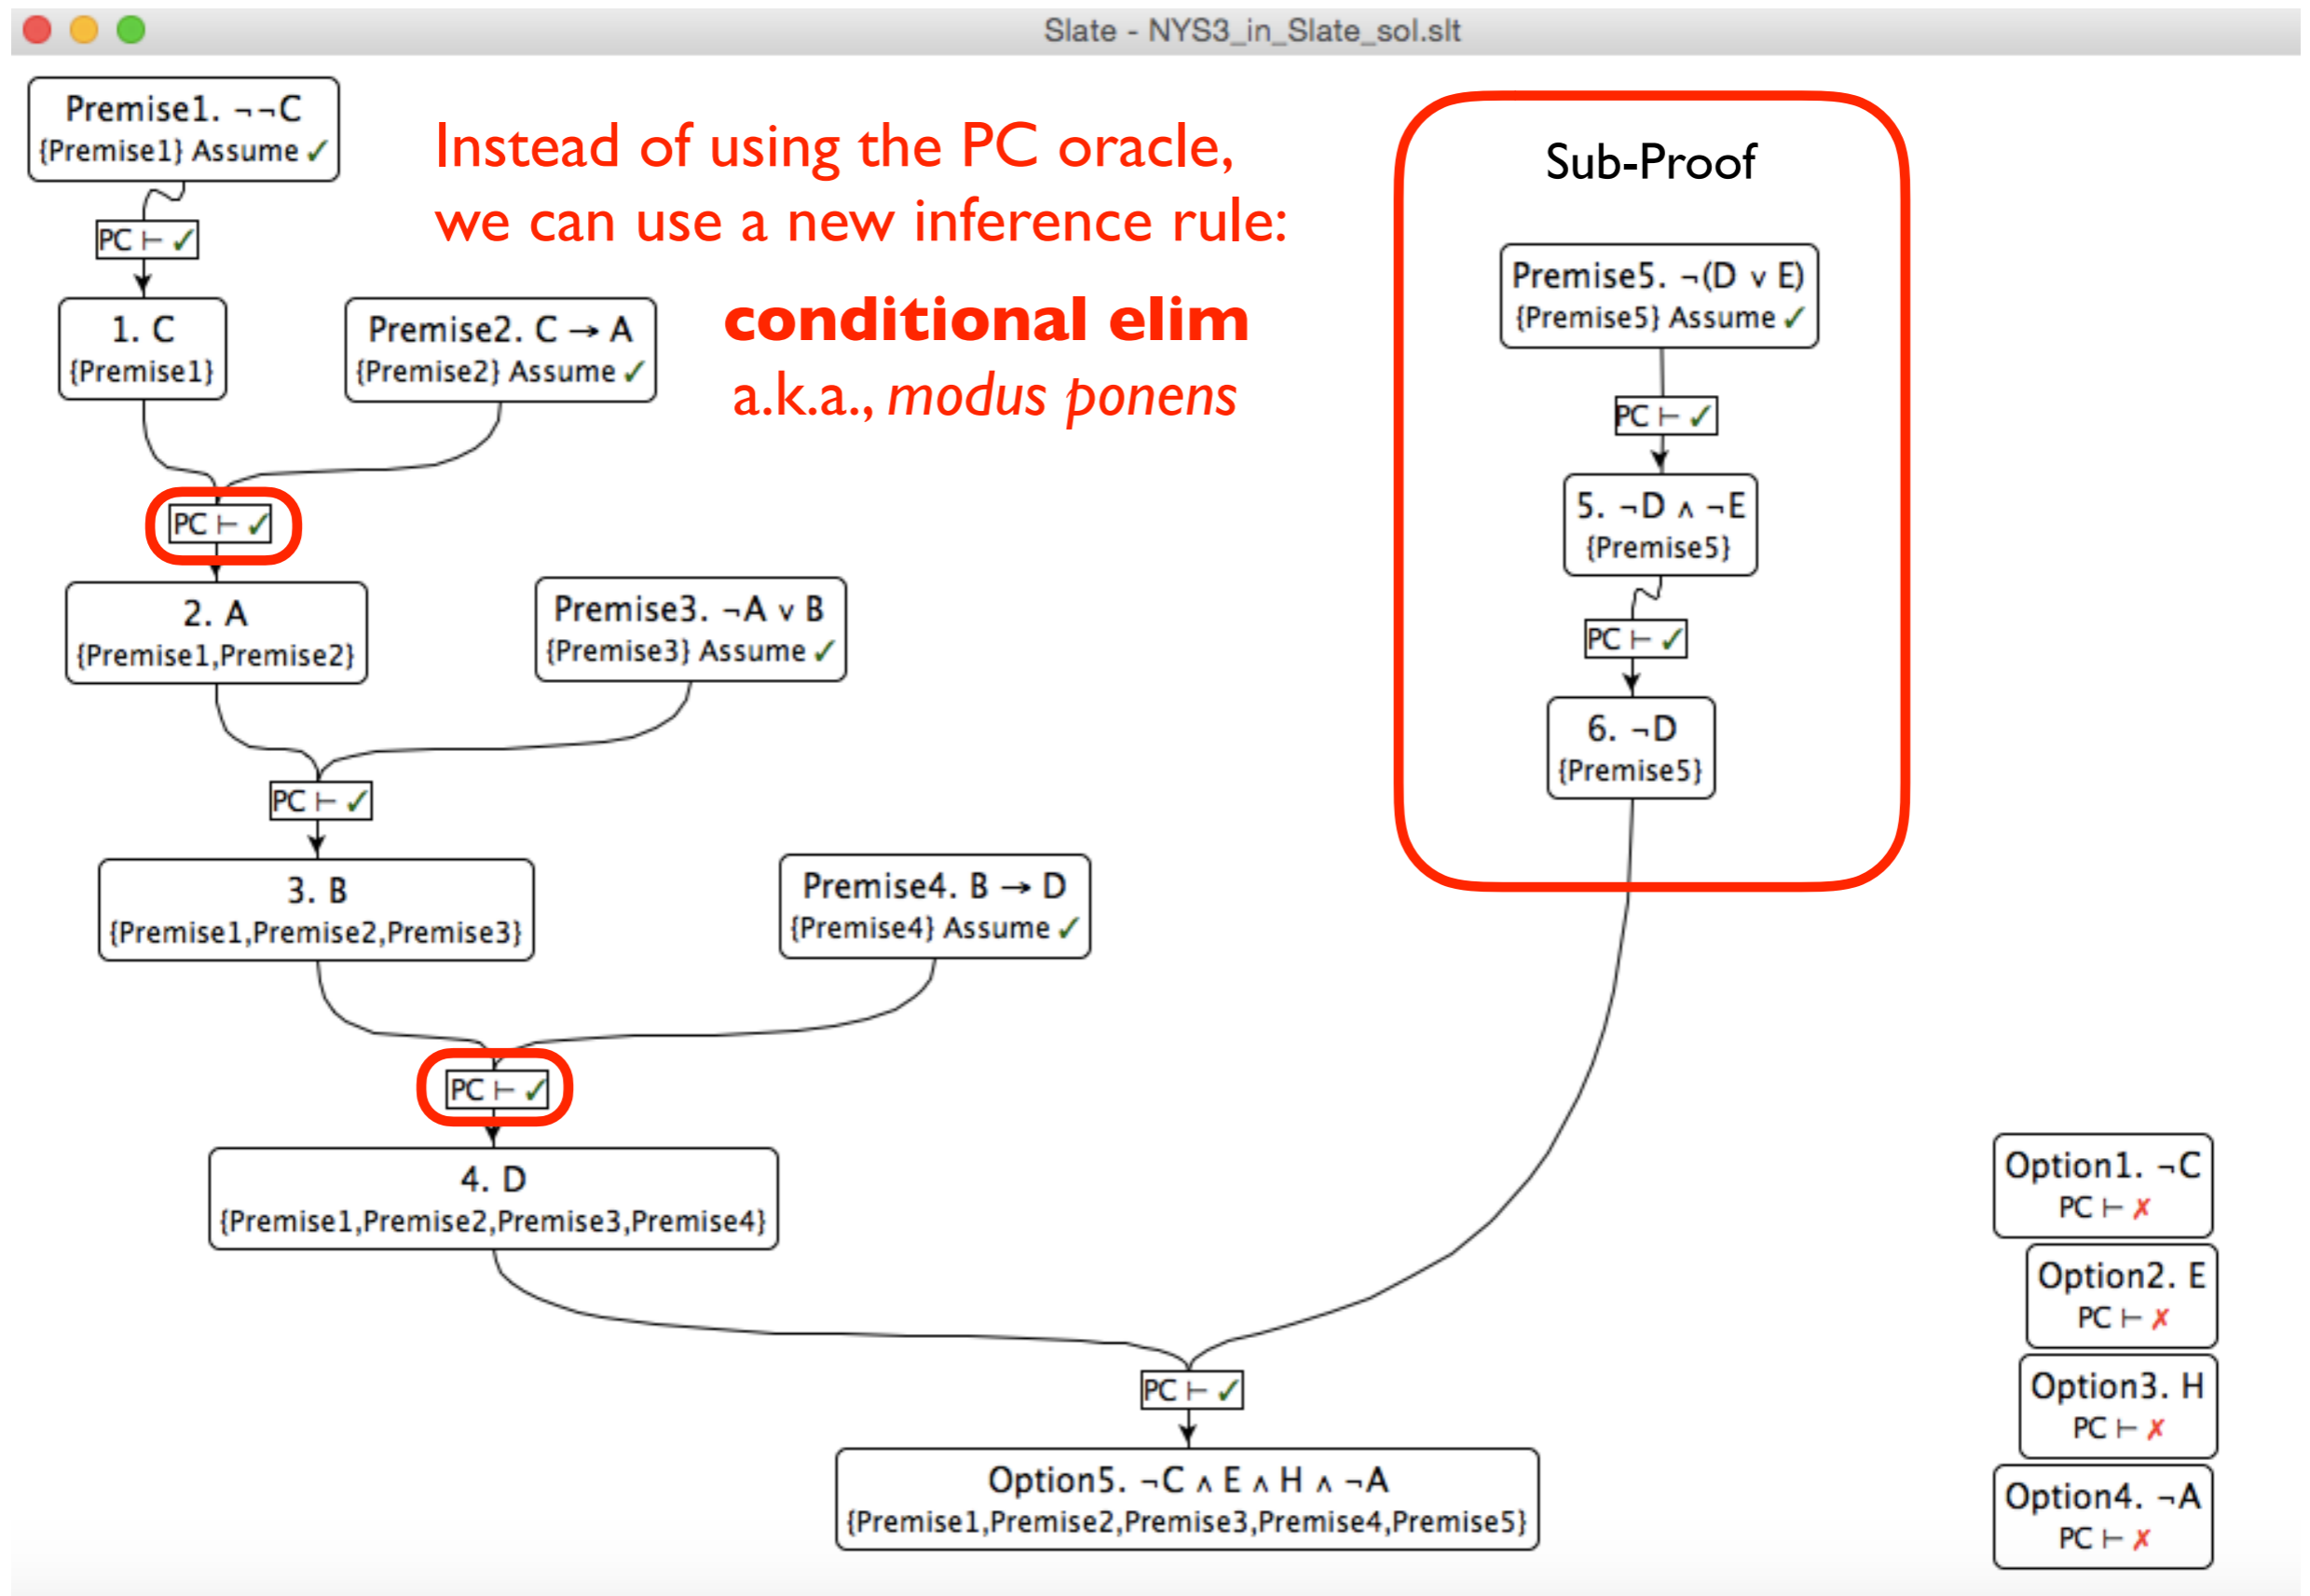 Slate - NYS3_in_Slate_sol.slt
Premise1. ¬¬C
{Premise1} Assume ✓
PC ⊢ ✓
1. C
{Premise1}
Premise2. C → A
{Premise2} Assume ✓
Instead of using the PC oracle,
we can use a new inference rule:
conditional elim
a.k.a., modus ponens
PC ⊢ ✓
2. A
{Premise1,Premise2}
Premise3. ¬A ∨ B
{Premise3} Assume ✓
PC ⊢ ✓
3. B
{Premise1,Premise2,Premise3}
Premise4. B → D
{Premise4} Assume ✓
PC ⊢ ✓
4. D
{Premise1,Premise2,Premise3,Premise4}
Sub-Proof
Premise5. ¬(D ∨ E)
{Premise5} Assume ✓
PC ⊢ ✓
5. ¬D ∧ ¬E
{Premise5}
PC ⊢ ✓
6. ¬D
{Premise5}
PC ⊢ ✓
Option5. ¬C ∧ E ∧ H ∧ ¬A
{Premise1,Premise2,Premise3,Premise4,Premise5}
Option1. ¬C
PC ⊢ ✗
Option2. E
PC ⊢ ✗
Option3. H
PC ⊢ ✗
Option4. ¬A
PC ⊢ ✗